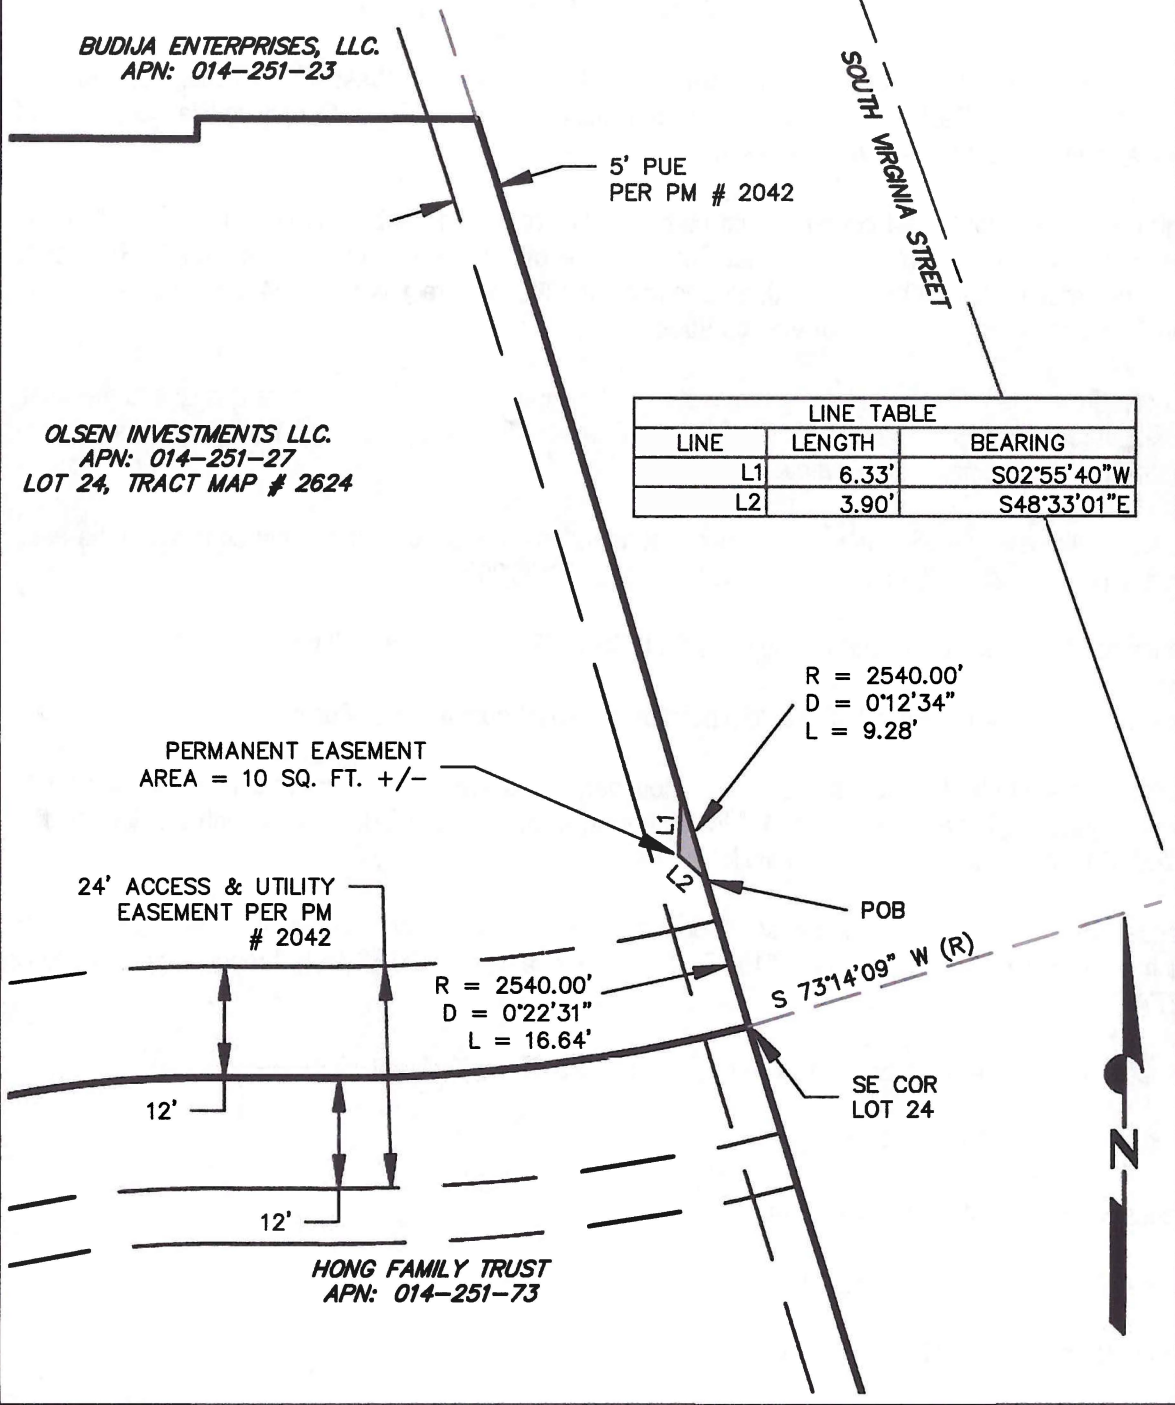 BUDIJA ENTERPRISES, LLC.
APN: 014-251-23
5' PUE
PER PM # 2042
SOUTH VIRGINIA STREET
OLSEN INVESTMENTS LLC.
APN: 014-251-27
LOT 24, TRACT MAP # 2624
LINE TABLE
LINE LENGTH BEARING
L1 6.33' S02°55'40"W
L2 3.90' S48°33'01"E
R = 2540.00'
D = 0°12'34"
L = 9.28'
PERMANENT EASEMENT
AREA = 10 SQ. FT. +/-
L1
L2
24' ACCESS & UTILITY
EASEMENT PER PM
# 2042
POB
S 73°14'09" W (R)
R = 2540.00'
D = 0°22'31"
L = 16.64'
SE COR
LOT 24
12'
12'
N
HONG FAMILY TRUST
APN: 014-251-73